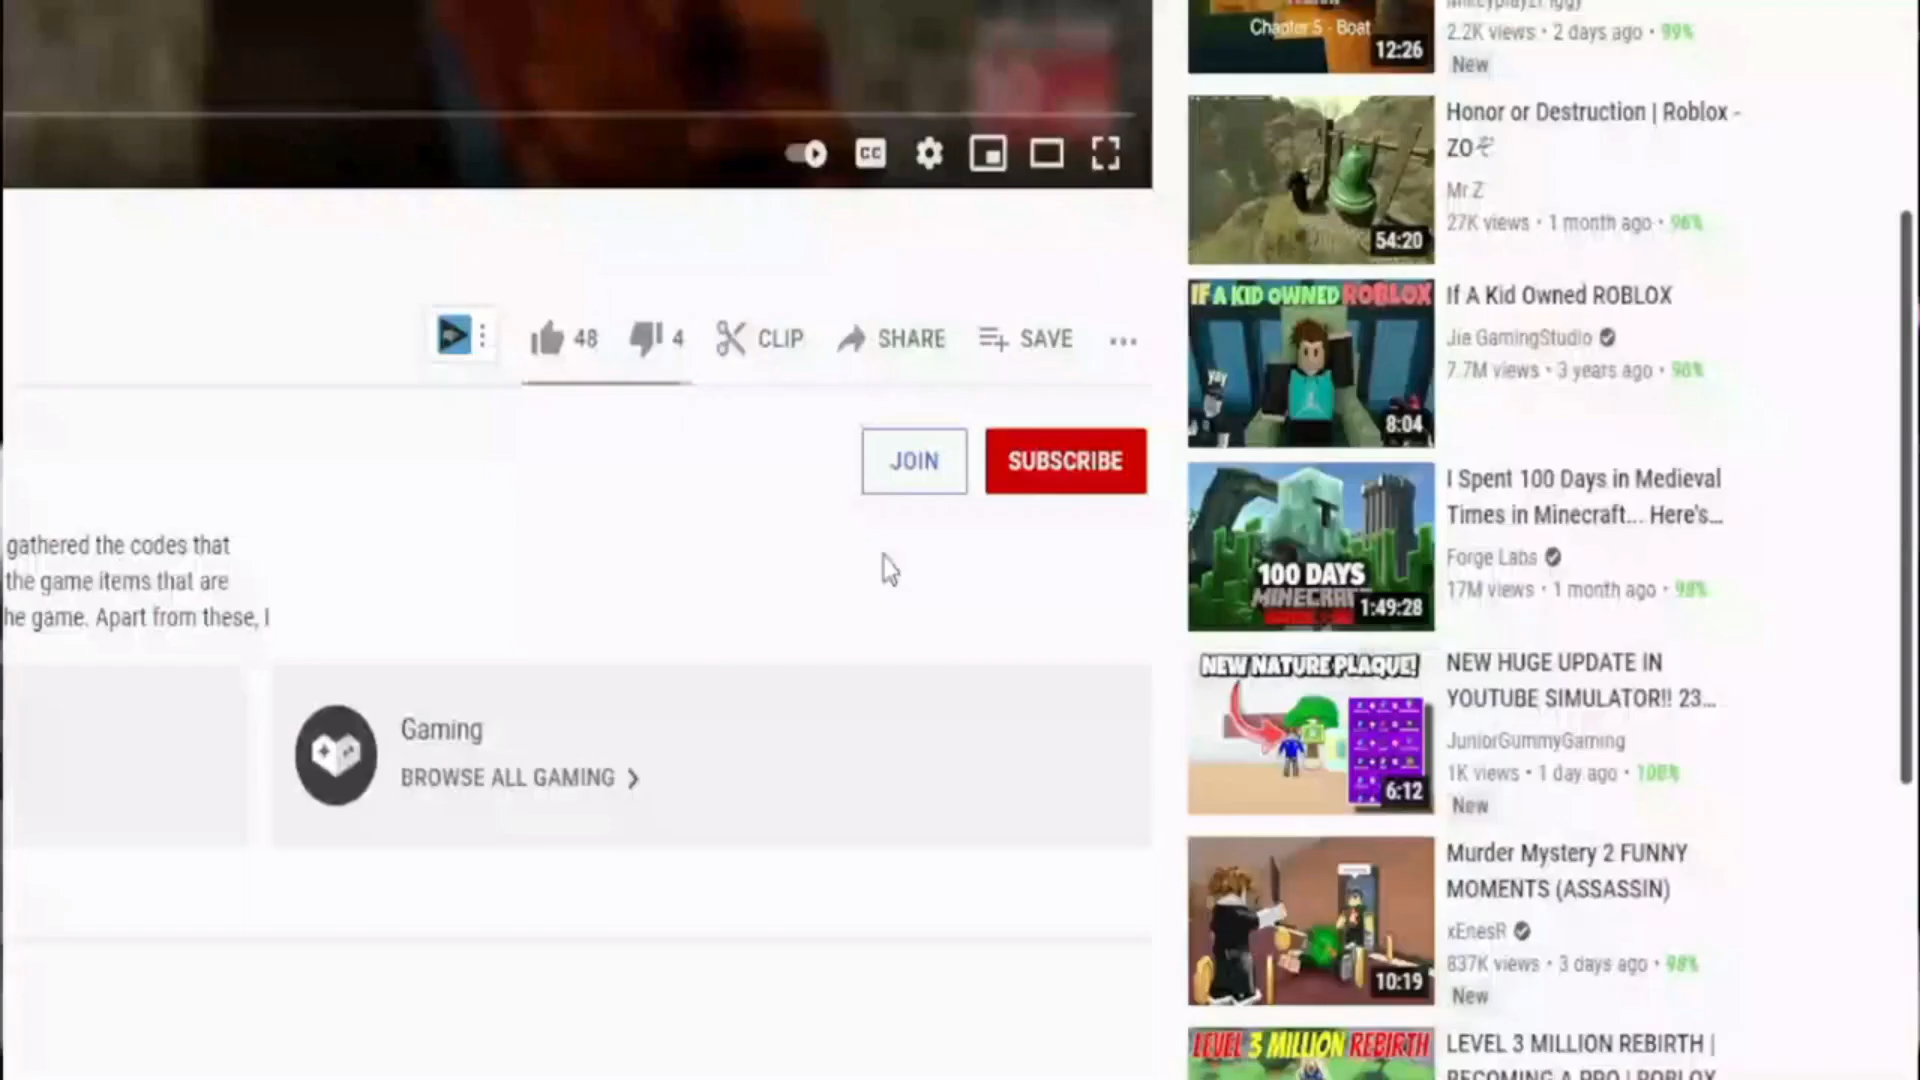 Chapter 5 - Boat
12:26
2.2K views • 2 days ago • 99%
New
Honor or Destruction | Roblox -
Mr Z
27K views • 1 month ago • 96%
54:20
IF A KID OWNED ROBLOX
yay
8:04
If A Kid Owned ROBLOX
Jie GamingStudio
7.7M views • 3 years ago • 90%
CC
48
4
CLIP
SHARE
SAVE
JOIN
SUBSCRIBE
gathered the codes that
the game items that are
he game. Apart from these, I
Gaming
BROWSE ALL GAMING
100 DAYS
MINECRAFT
1:49:28
I Spent 100 Days in Medieval
Times in Minecraft... Here's...
Forge Labs
17M views • 1 month ago • 98%
NEW NATURE PLAQUE!
6:12
NEW HUGE UPDATE IN
YOUTUBE SIMULATOR!! 23...
JuniorGummyGaming
1K views • 1 day ago • 100%
New
10:19
Murder Mystery 2 FUNNY
MOMENTS (ASSASSIN)
xEnesR
837K views • 3 days ago • 98%
New
LEVEL 3 MILLION REBIRTH
LEVEL 3 MILLION REBIRTH |
BECOMING A PRO | ROBLOX